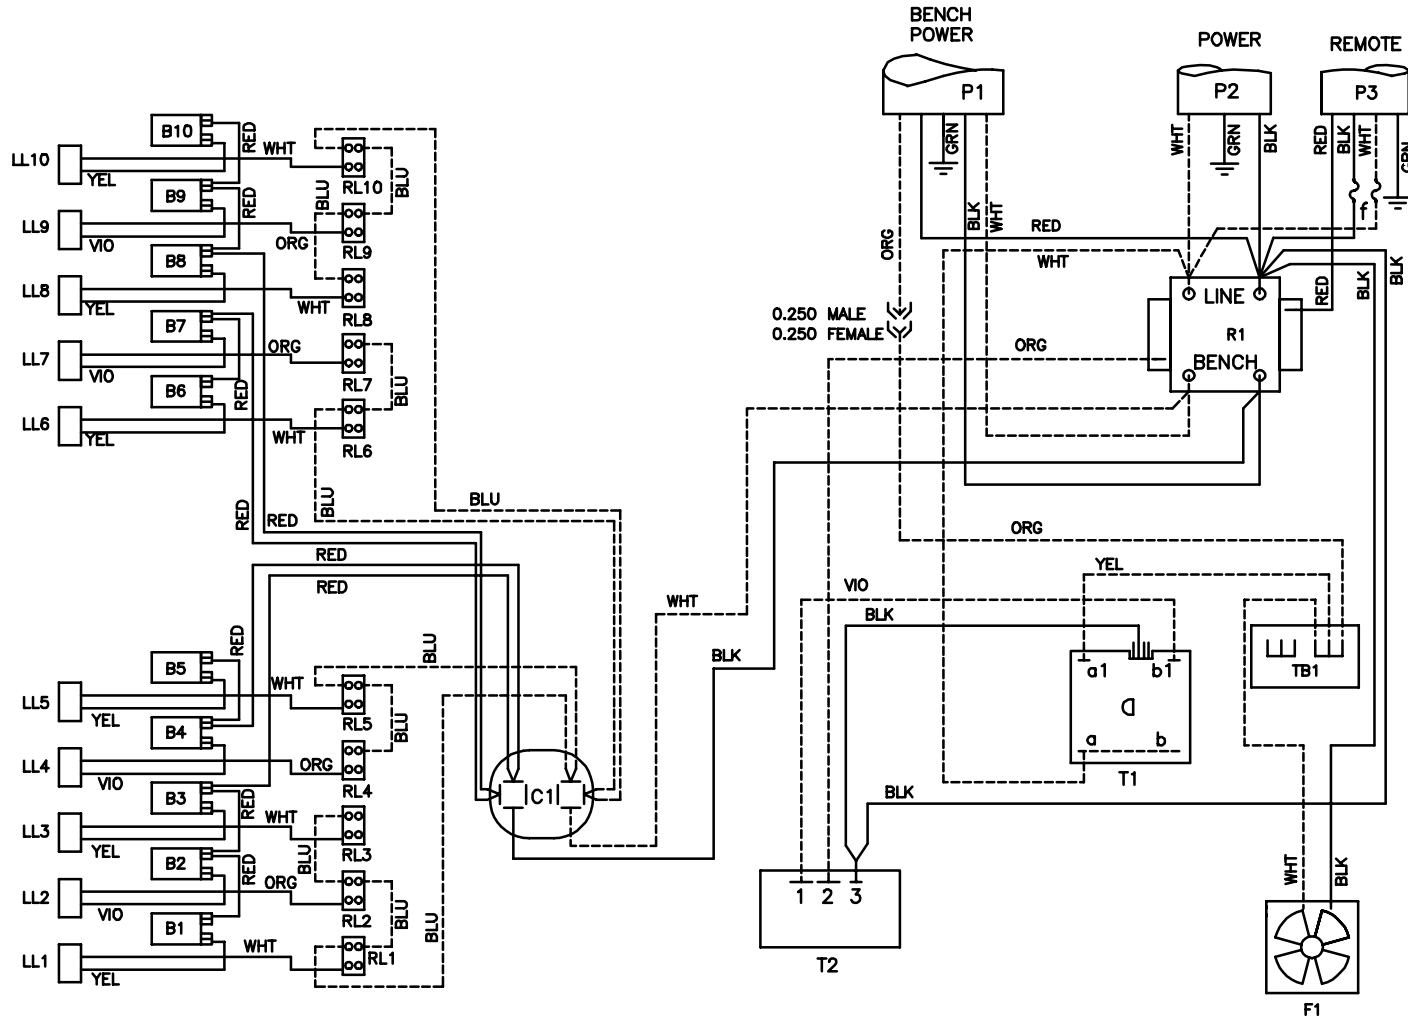 BENCH
POWER
POWER
REMOTE
P1
P2
P3
GRN
WHT
GRN
BLK
RED
BLK
WHT
GRN
f
ORG
BLK
WHT
RED
WHT
RED
BLK
BLK
0.250 MALE
0.250 FEMALE
LINE
R1
BENCH
ORG
B10
RED
WHT
LL10
YEL
RL10
BLU
BLU
B9
RED
LL9
VIO
ORG
RL9
B8
LL8
YEL
WHT
RL8
B7
ORG
LL7
VIO
RL7
BLU
B6
RED
LL6
YEL
WHT
RL6
BLU
BLU
RED
RED
RED
RED
ORG
YEL
VIO
WHT
BLK
BLK
RED
BLU
B5
WHT
LL5
YEL
RL5
BLU
B4
LL4
VIO
ORG
RL4
B3
RED
WHT
LL3
YEL
RL3
BLU
B2
RED
ORG
LL2
VIO
RL2
BLU
BLU
B1
WHT
LL1
YEL
RL1
C1
a1
b1
D
a
b
T1
TB1
BLK
1 2 3
T2
WHT
BLK
F1